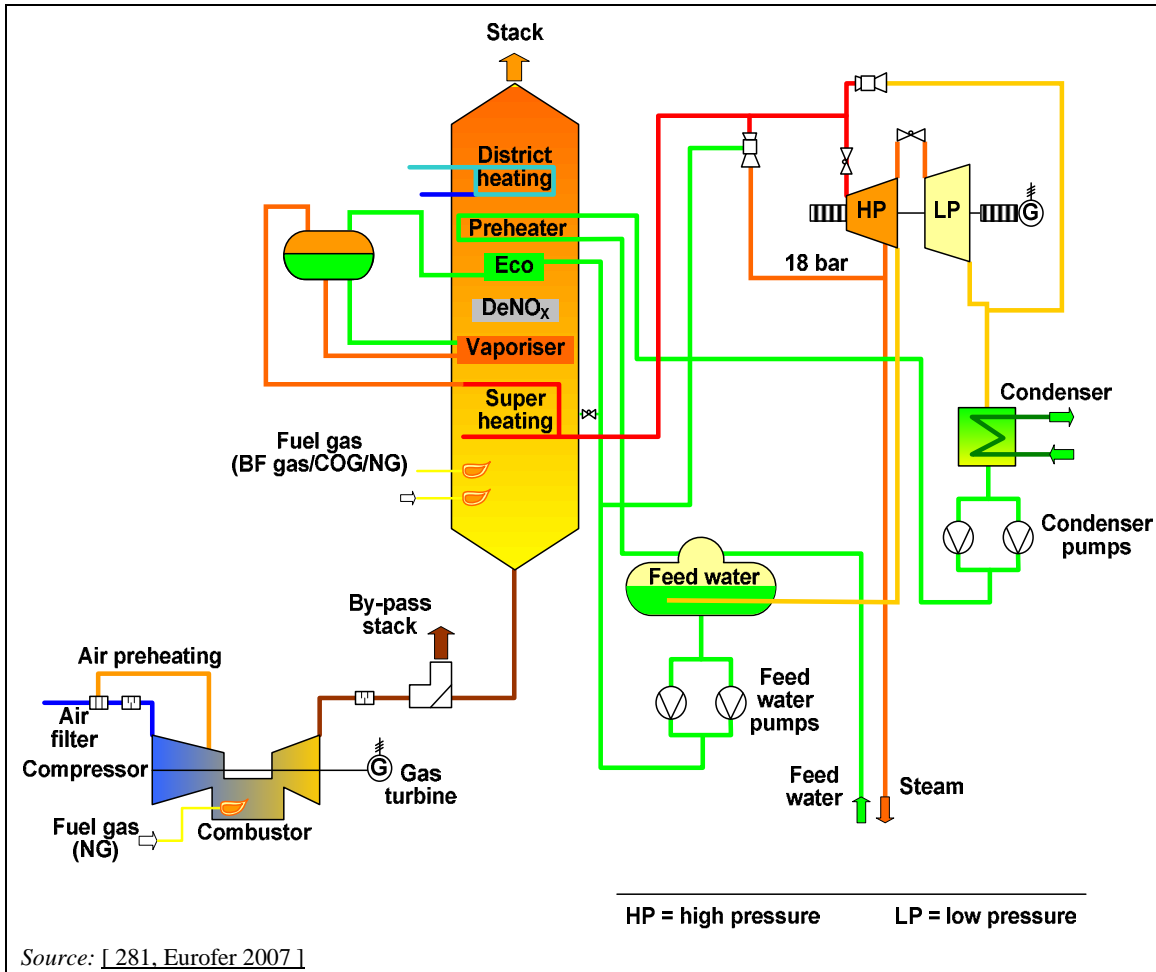 Stack
District
heating
Preheater
Eco
DeNOX
Vaporiser
Super
heating
Fuel gas
(BF gas/COG/NG)
HP
LP
G
18 bar
Condenser
Condenser
pumps
Feed water
By-pass
stack
Air preheating
Air
filter
Compressor
G
Gas
turbine
Combustor
Fuel gas
(NG)
Feed
water
pumps
Feed
water
Steam
HP = high pressure
LP = low pressure
Source: [ 281, Eurofer 2007 ]